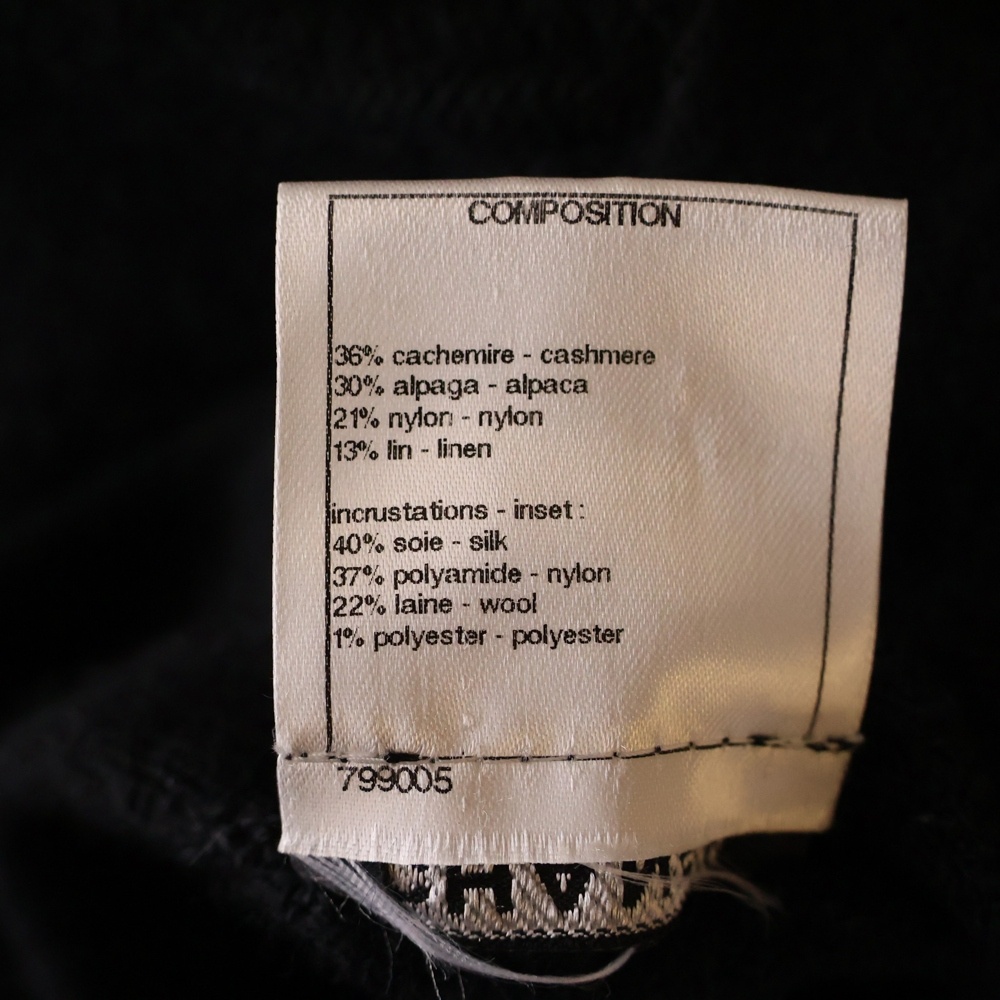 COMPOSITION
36% cachemire - cashmere
30% alpaga - alpaca
21% nylon - nylon
13% lin - linen
incrustations - inset :
40% soie - silk
37% polyamide - nylon
22% laine - wool
1% polyester - polyester
799005